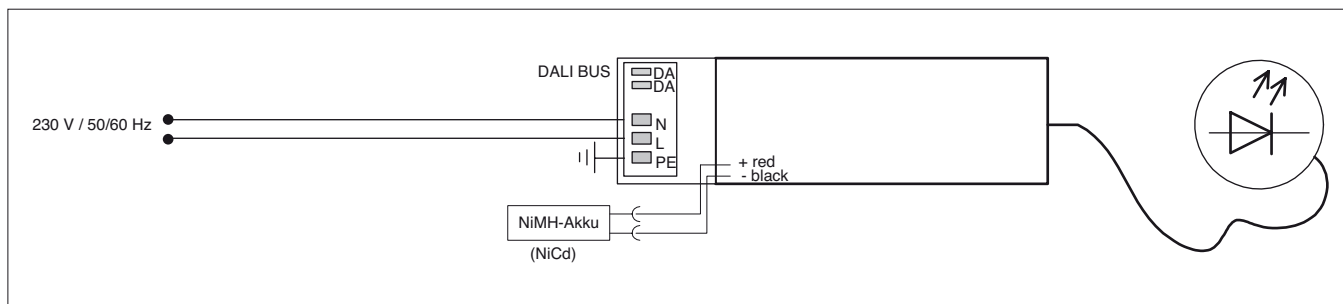 DALI BUS
DA
DA
230 V / 50/60 Hz
N
L
PE
+ red
- black
NiMH-Akku
(NiCd)